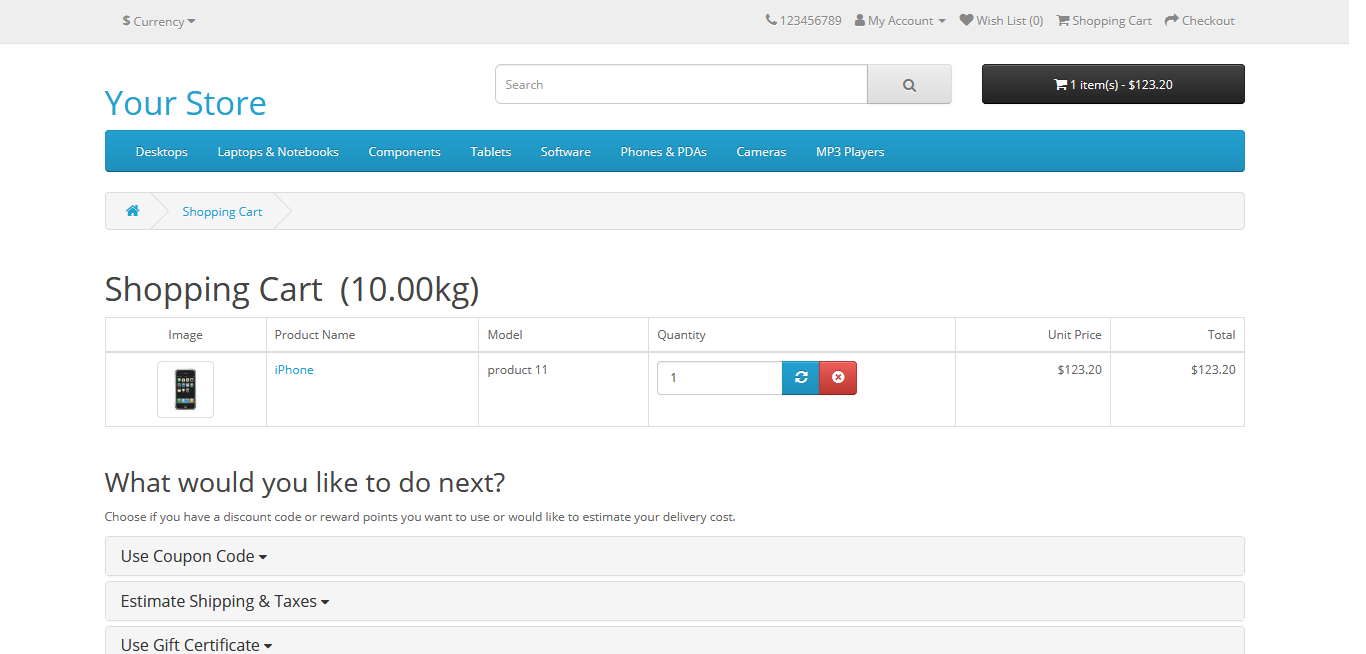 $ Currency
123456789 My Account Wish List (0) Shopping Cart Checkout
Your Store
Search
1 item(s) - $123.20
Desktops Laptops & Notebooks Components Tablets Software Phones & PDAs Cameras MP3 Players
Shopping Cart
Shopping Cart (10.00kg)
Image Product Name Model Quantity Unit Price Total
iPhone product 11 1 $123.20 $123.20
What would you like to do next?
Choose if you have a discount code or reward points you want to use or would like to estimate your delivery cost.
Use Coupon Code
Estimate Shipping & Taxes
Use Gift Certificate